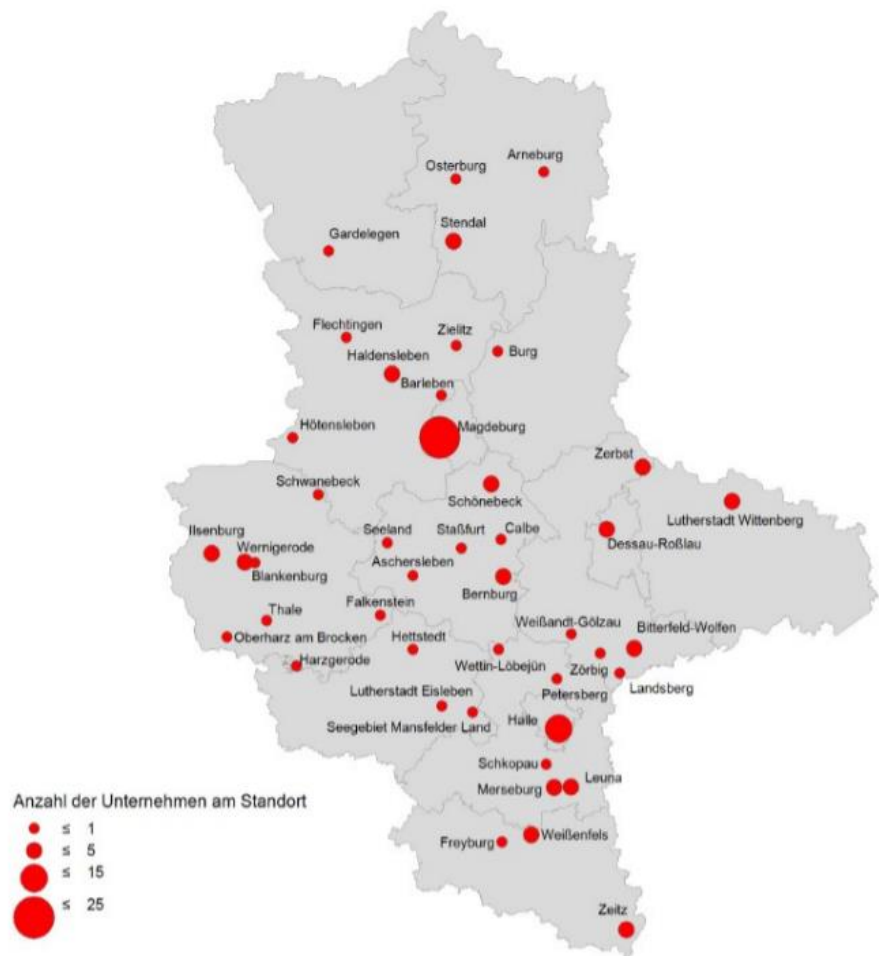 Arneburg
Osterburg
Stendal
Gardelegen
Flechtingen
Zielitz
Burg
Haldensleben
Barleben
Hötensleben
Magdeburg
Zerbst
Schwanebeck
Schönebeck
Lutherstadt Wittenberg
Ilsenburg
Seeland
Staßfurt
Calbe
Dessau-Roßlau
Wernigerode
Aschersleben
Blankenburg
Bernburg
Falkenstein
Thale
Weißandt-Gölzau
Bitterfeld-Wolfen
Oberharz am Brocken
Hettstedt
Harzgerode
Wettin-Löbejün
Zörbig
Landsberg
Petersberg
Lutherstadt Eisleben
Seegebiet Mansfelder Land
Halle
Schkopau
Leuna
Merseburg
Anzahl der Unternehmen am Standort
≤ 1
≤ 5
≤ 15
≤ 25
Weißenfels
Freyburg
Zeitz